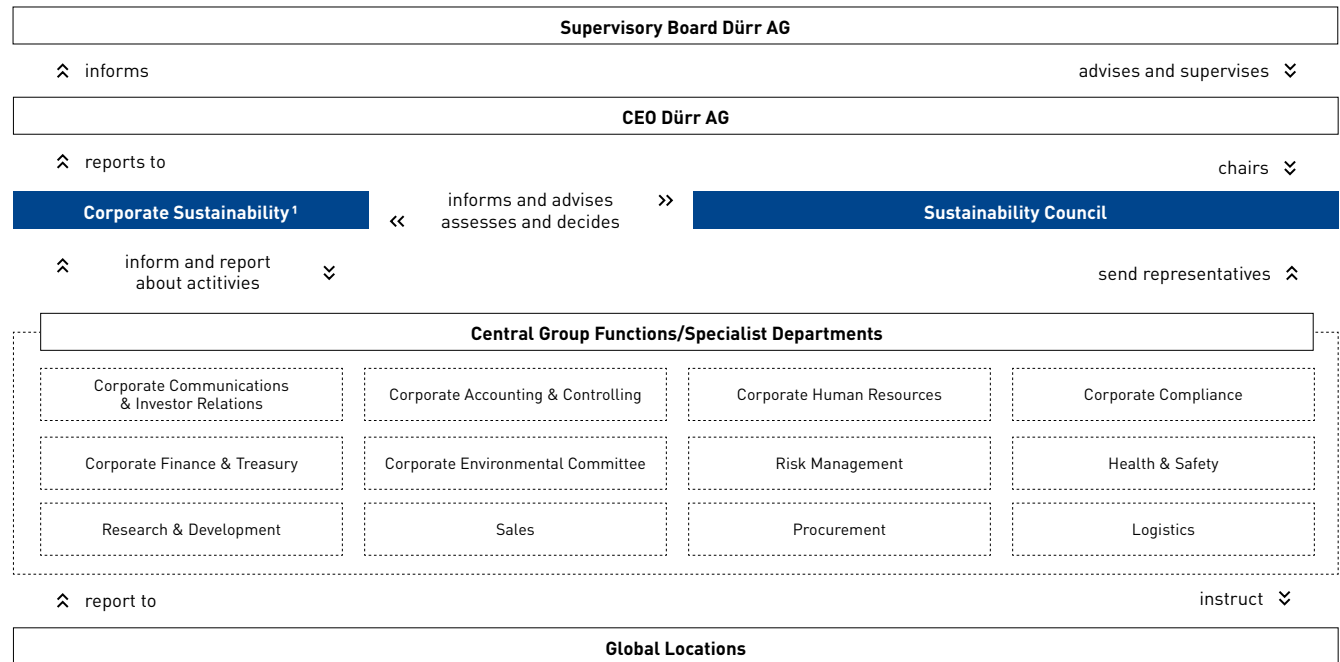 Supervisory Board Dürr AG
informs
advises and supervises
CEO Dürr AG
reports to
chairs
Corporate Sustainability¹
informs and advises
assesses and decides
Sustainability Council
inform and report
about actitivies
send representatives
Central Group Functions/Specialist Departments
Corporate Communications
& Investor Relations
Corporate Accounting & Controlling
Corporate Human Resources
Corporate Compliance
Corporate Finance & Treasury
Corporate Environmental Committee
Risk Management
Health & Safety
Research & Development
Sales
Procurement
Logistics
report to
instruct
Global Locations